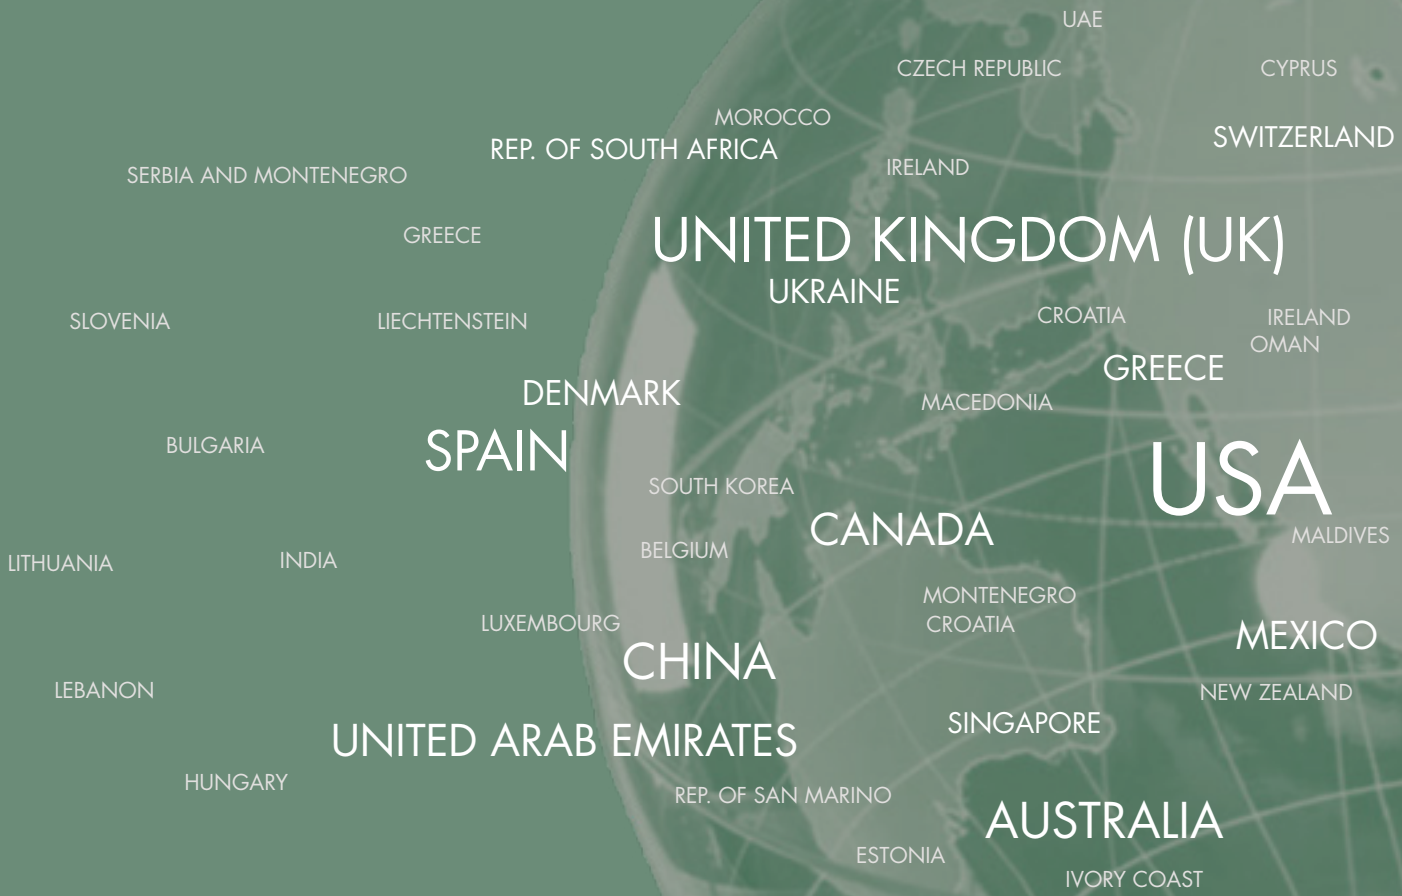 UAE
CZECH REPUBLIC
CYPRUS
MOROCCO
SWITZERLAND
REP. OF SOUTH AFRICA
IRELAND
SERBIA AND MONTENEGRO
GREECE
UNITED KINGDOM (UK)
UKRAINE
CROATIA
IRELAND
SLOVENIA
LIECHTENSTEIN
OMAN
GREECE
DENMARK
MACEDONIA
BULGARIA
SPAIN
USA
SOUTH KOREA
CANADA
MALDIVES
BELGIUM
LITHUANIA
INDIA
MONTENEGRO
LUXEMBOURG
CROATIA
MEXICO
CHINA
LEBANON
NEW ZEALAND
SINGAPORE
UNITED ARAB EMIRATES
HUNGARY
REP. OF SAN MARINO
AUSTRALIA
ESTONIA
IVORY COAST